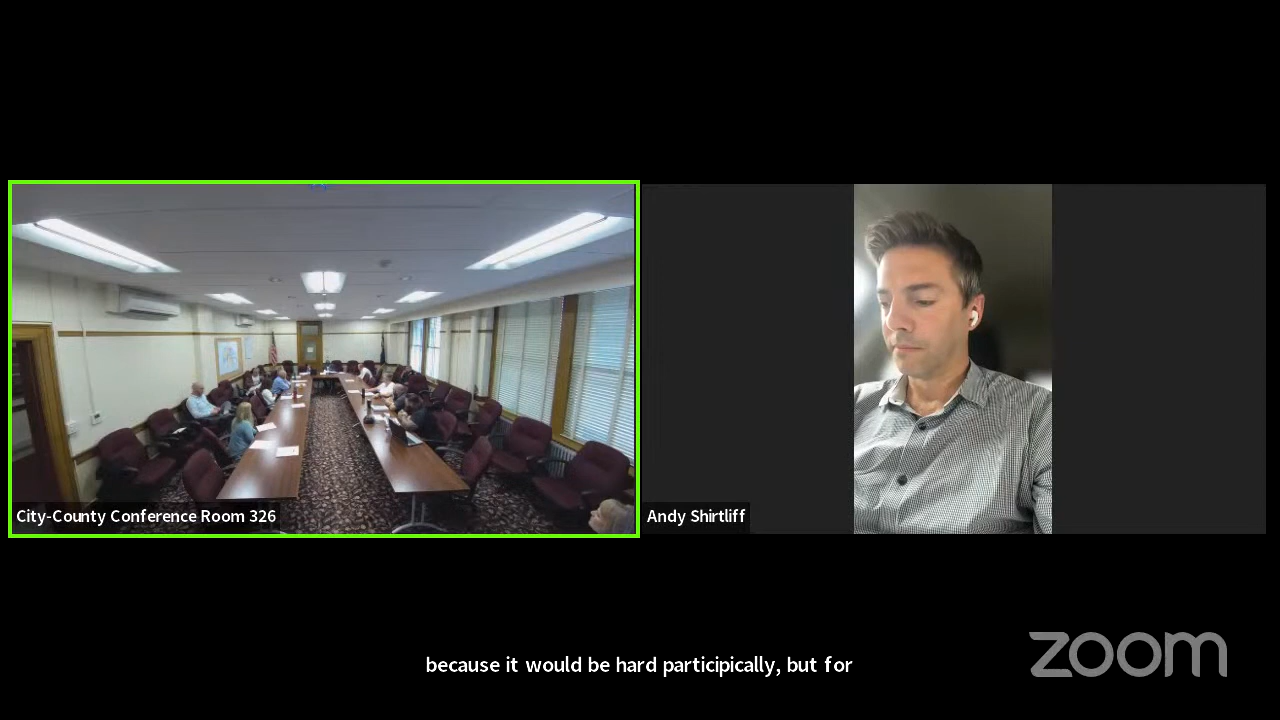 City-County Conference Room 326
Andy Shirtliff
because it would be hard participically, but for
zoom